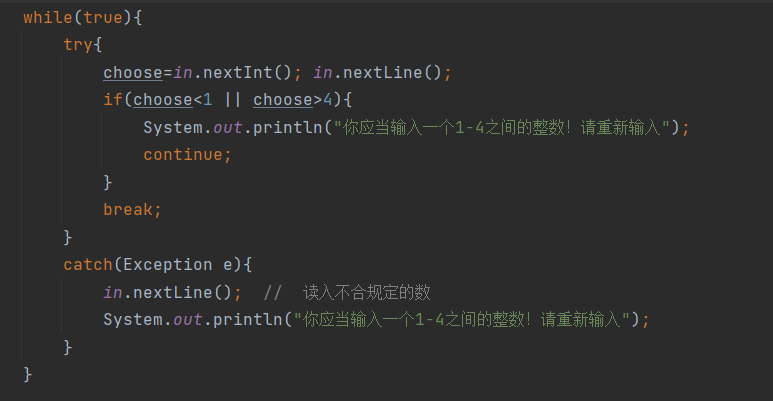 while(true){
try{
choose=in.nextInt(); in.nextLine();
if(choose<1 || choose>4){
System.out.println("你应当输入一个1-4之间的整数！请重新输入");
continue;
}
break;
}
catch(Exception e){
in.nextLine();  //  读入不合规定的数
System.out.println("你应当输入一个1-4之间的整数！请重新输入");
}
}